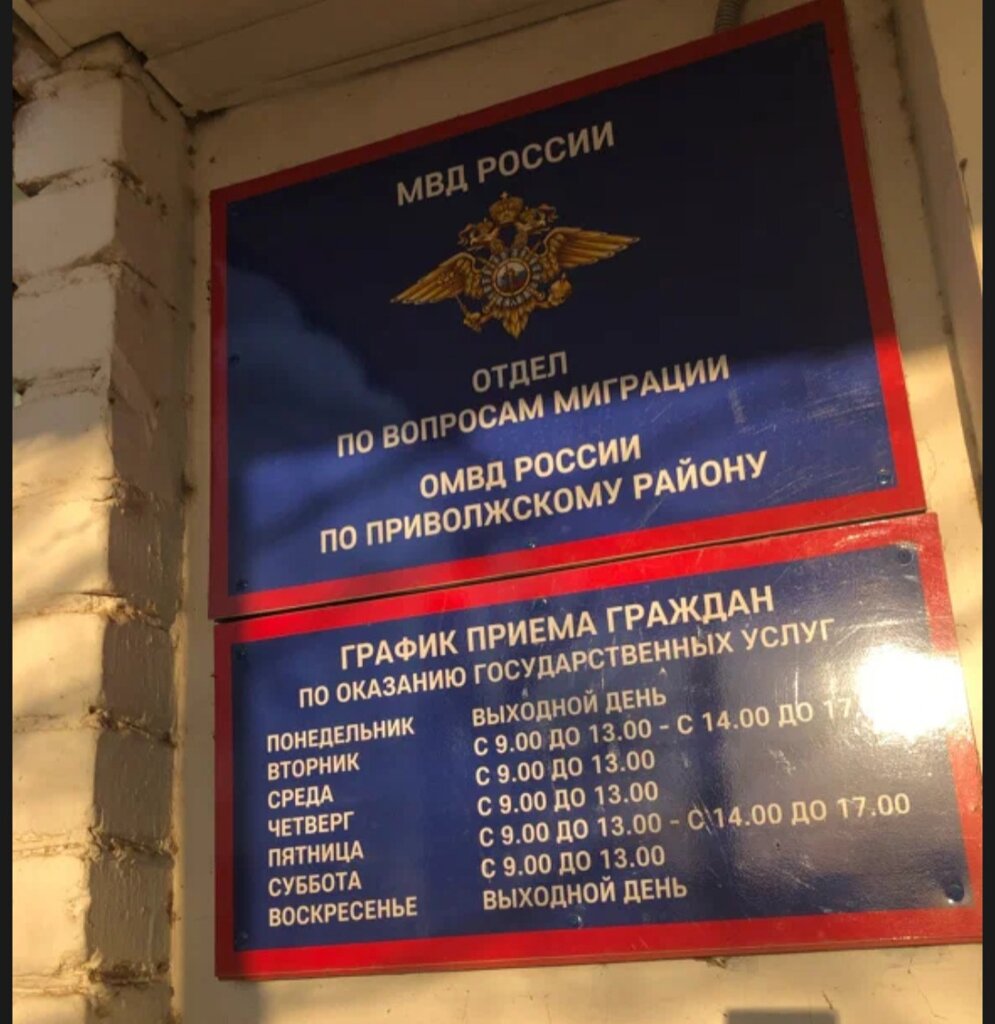 МВД РОССИИ
ОТДЕЛ
ПО ВОПРОСАМ МИГРАЦИИ
ОМВД РОССИИ
ПО ПРИВОЛЖСКОМУ РАЙОНУ
ГРАФИК ПРИЕМА ГРАЖДАН
ПО ОКАЗАНИЮ ГОСУДАРСТВЕННЫХ УСЛУГ
ПОНЕДЕЛЬНИК ВЫХОДНОЙ ДЕНЬ
ВТОРНИК С 9.00 ДО 13.00 - С 14.00 ДО
СРЕДА С 9.00 ДО 13.00
ЧЕТВЕРГ С 9.00 ДО 13.00
ПЯТНИЦА С 9.00 ДО 13.00 - С 14.00 ДО 17.00
СУББОТА С 9.00 ДО 13.00
ВОСКРЕСЕНЬЕ ВЫХОДНОЙ ДЕНЬ